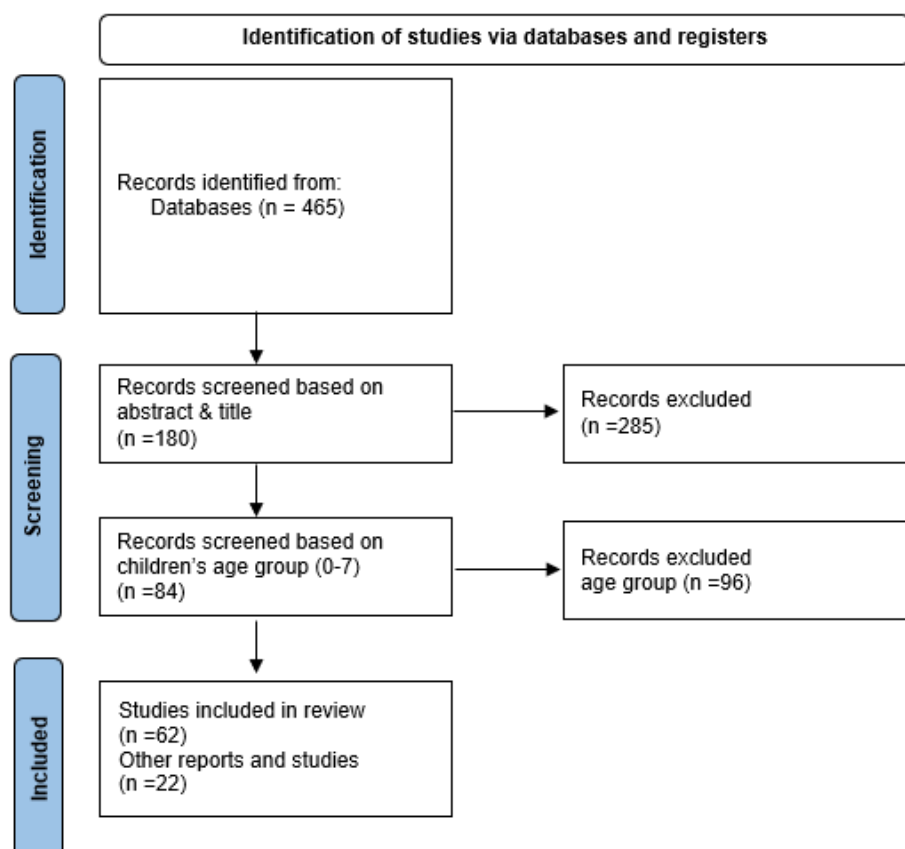 Identification of studies via databases and registers
Identification
Records identified from:
Databases (n = 465)
Screening
Records screened based on
abstract & title
(n =180)
Records excluded
(n =285)
Records screened based on
children’s age group (0-7)
(n =84)
Records excluded
age group (n =96)
Included
Studies included in review
(n =62)
Other reports and studies
(n =22)